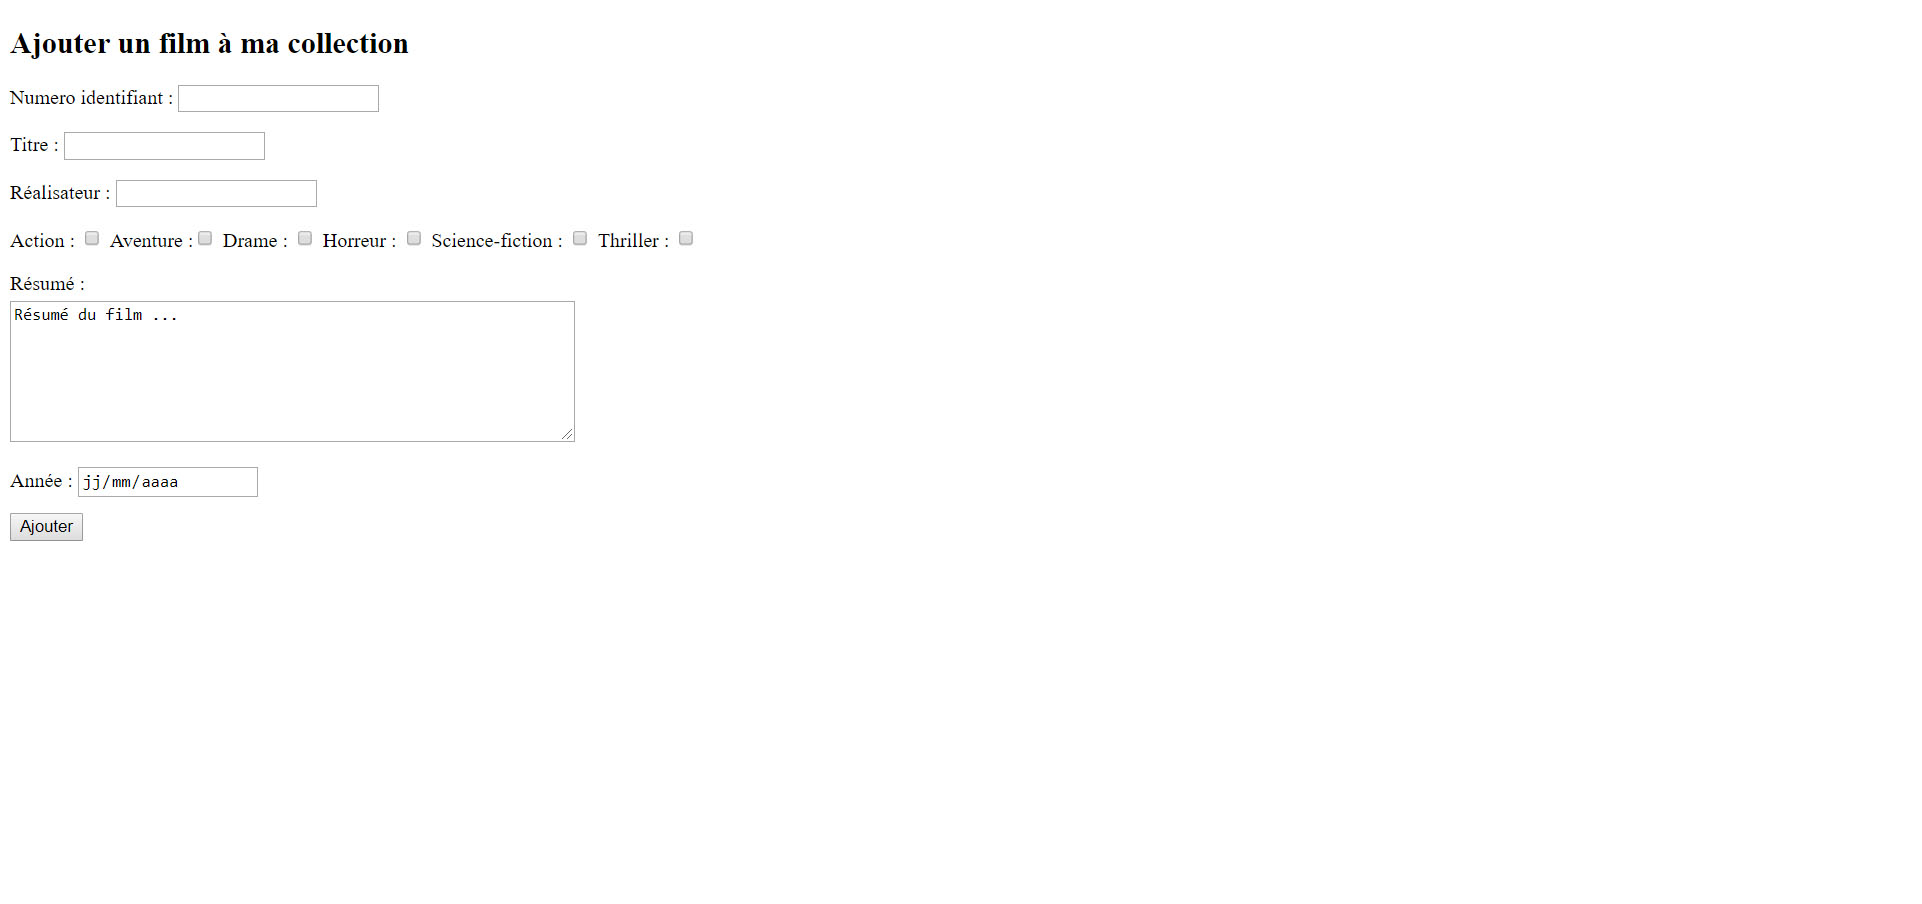 Ajouter un film à ma collection
Numero identifiant :
Titre :
Réalisateur :
Action : Aventure : Drame : Horreur : Science-fiction : Thriller :
Résumé :
Résumé du film ...
Année : jj/mm/aaaa
Ajouter